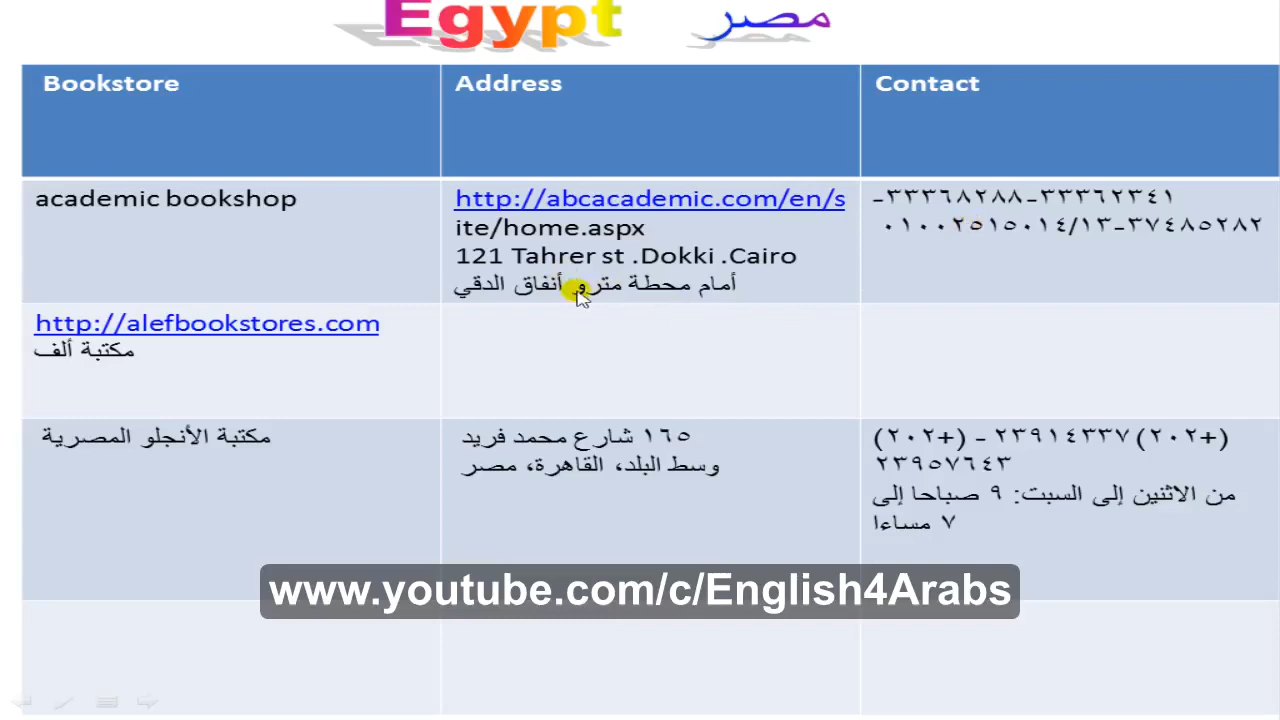 Egypt مصر
Bookstore
Address
Contact
academic bookshop
http://abcacademic.com/en/s
ite/home.aspx
121 Tahrer st .Dokki .Cairo
أمام محطة مترو أنفاق الدقي
-٣٣٣٦٨٢٨٨-٣٣٣٦٢٣٤١
٠١٠٠٢٥١٥٠١٤/١٣-٣٧٤٨٥٢٨٢
http://alefbookstores.com
مكتبة ألف
مكتبة الأنجلو المصرية
١٦٥ شارع محمد فريد
وسط البلد، القاهرة، مصر
(+٢٠٢) ٢٣٩١٤٣٣٧ - (+٢٠٢)
٢٣٩٥٧٦٤٣
من الاثنين إلى السبت: ٩ صباحا إلى
٧ مساءا
www.youtube.com/c/English4Arabs